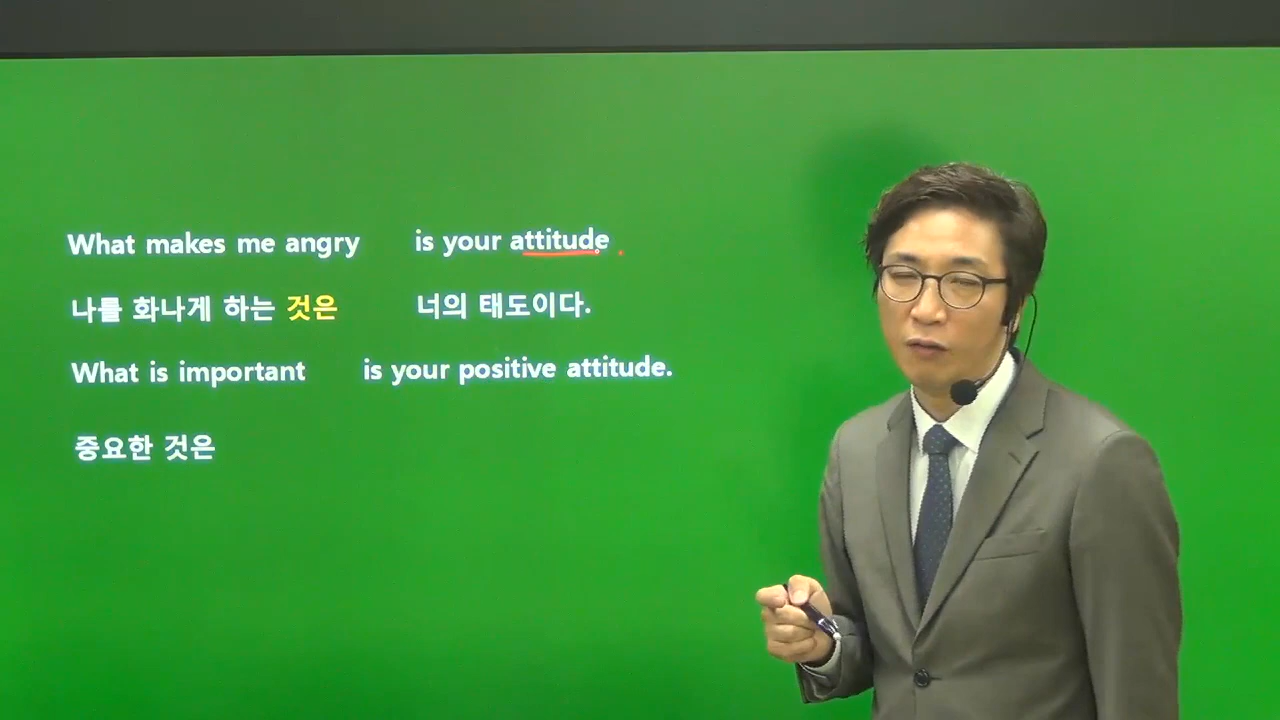 What makes me angry is your attitude
나를 화나게 하는 것은 너의 태도이다.
What is important is your positive attitude.
중요한 것은